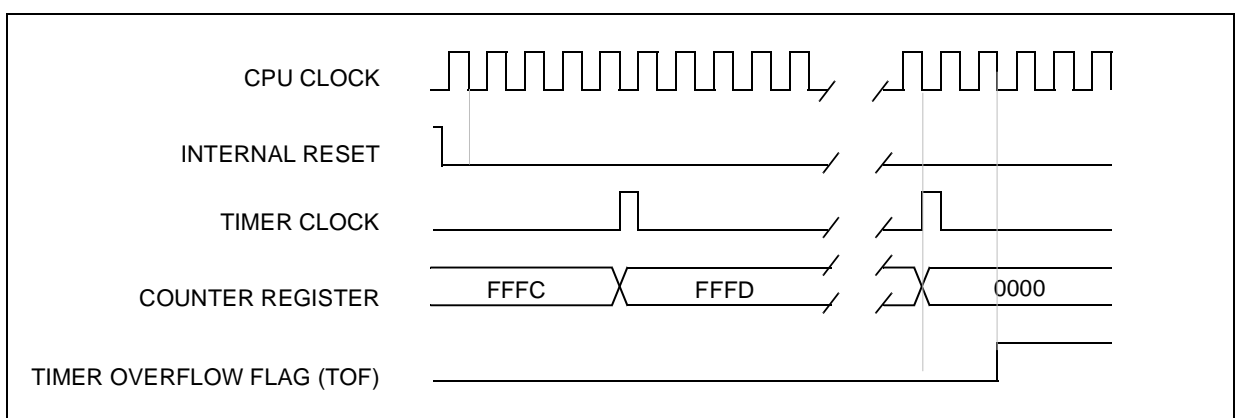 CPU CLOCK
INTERNAL RESET
TIMER CLOCK
COUNTER REGISTER FFFC FFFD 0000
TIMER OVERFLOW FLAG (TOF)